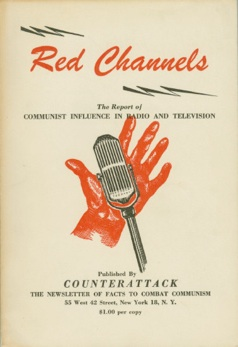 Red Channels
The Report of
COMMUNIST INFLUENCE IN RADIO AND TELEVISION
Published By
COUNTERATTACK
THE NEWSLETTER OF FACTS TO COMBAT COMMUNISM
55 West 42 Street, New York 18, N. Y.
$1.00 per copy